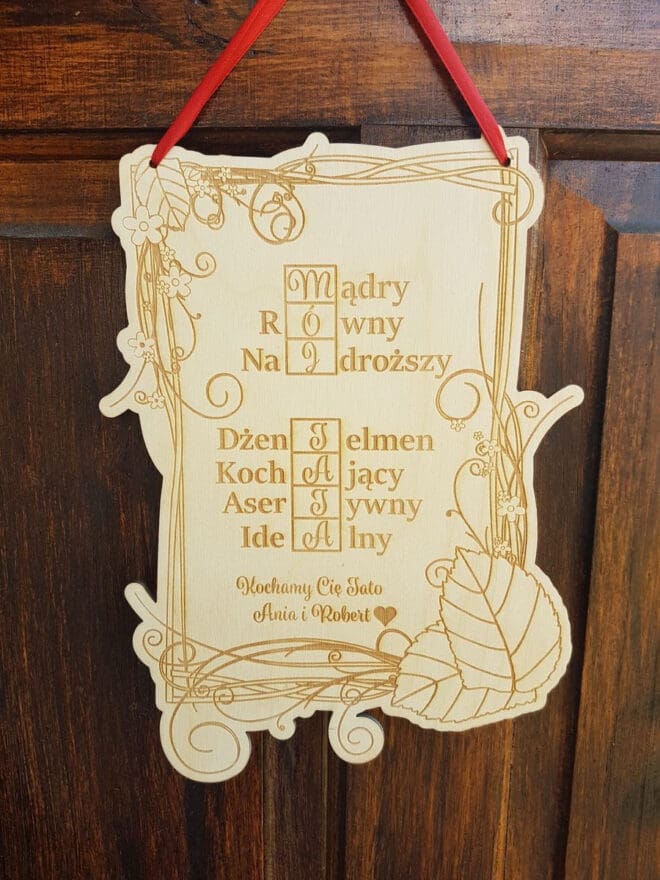 Mądry
RÓwny
NaJdroższy
DżenTelmen
KochAjący
AserTywny
IdeAlny
Kochamy Cię Tato
Ania i Robert